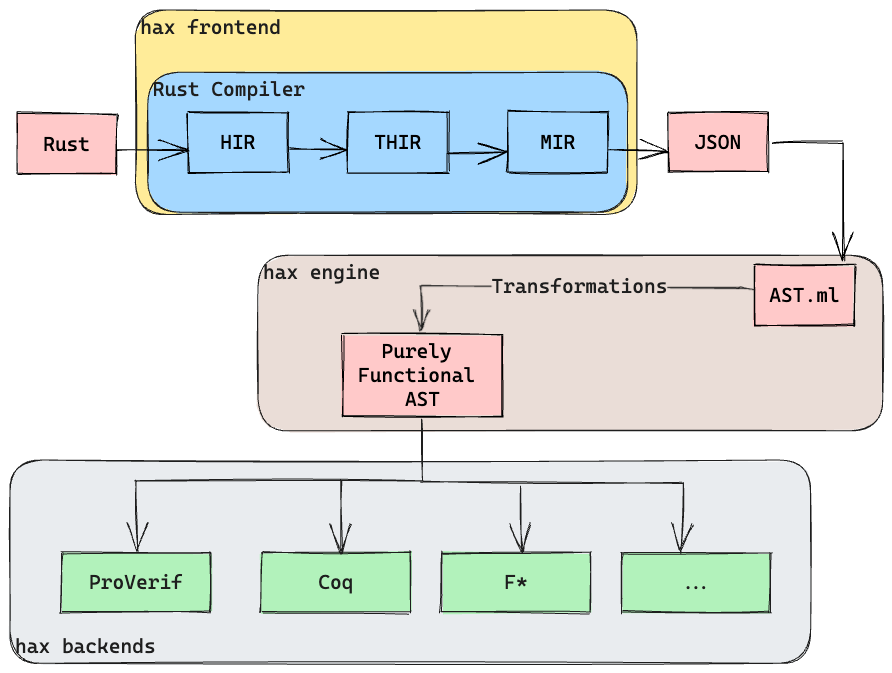 hax frontend
Rust Compiler
Rust
HIR
THIR
MIR
JSON
hax engine
Transformations
AST.ml
Purely
Functional
AST
ProVerif
Coq
F*
...
hax backends